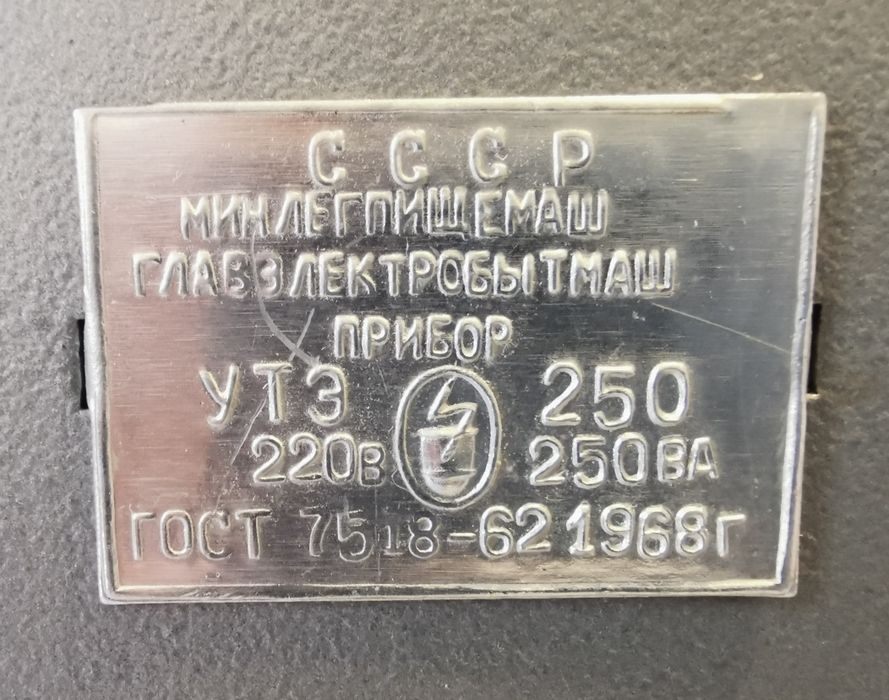 СССР
МИНЛЕГПИЩЕМАШ
ГЛАВЭЛЕКТРОБЫТМАШ
ПРИБОР
УТЭ 250
220В 250ВА
ГОСТ 7518-62 1968Г